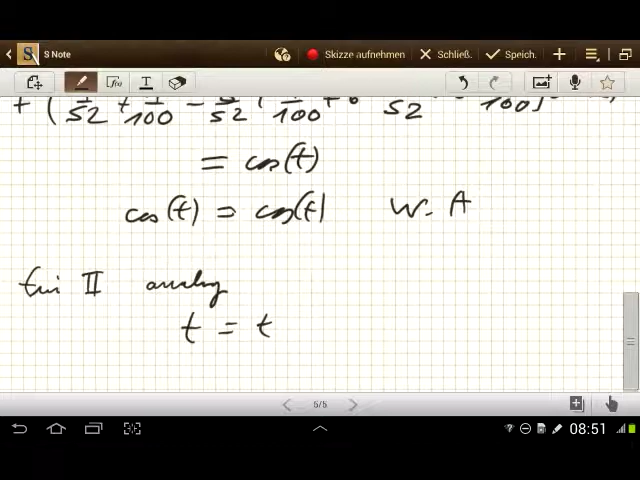 S Note Skizze aufnehmen Schließ. Speich.
= cos(t)
cos(t) = cos(t) W. A
Für II analog
t = t
5/5
08:51